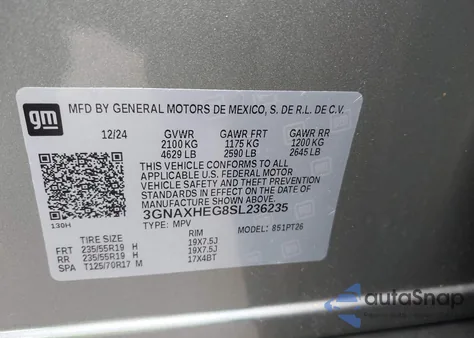 gm
MFD BY GENERAL MOTORS DE MEXICO, S. DE R.L. DE C.V.
12/24 GVWR GAWR FRT GAWR RR
2100 KG 1175 KG 1200 KG
4629 LB 2590 LB 2645 LB
THIS VEHICLE CONFORMS TO ALL
APPLICABLE U.S. FEDERAL MOTOR
VEHICLE SAFETY, BUMPER, AND
THEFT PREVENTION STANDARDS
IN EFFECT ON THE DATE OF
MANUFACTURE SHOWN ABOVE.
3GNAXHEG8SL236235
130H TYPE: MPV MODEL: 851PT26
TIRE SIZE RIM
FRT 235/55R19 H 19X7.5J
RR 235/55R19 H 19X7.5J
SPA T125/70R17 M 17X4BT
autoSnap